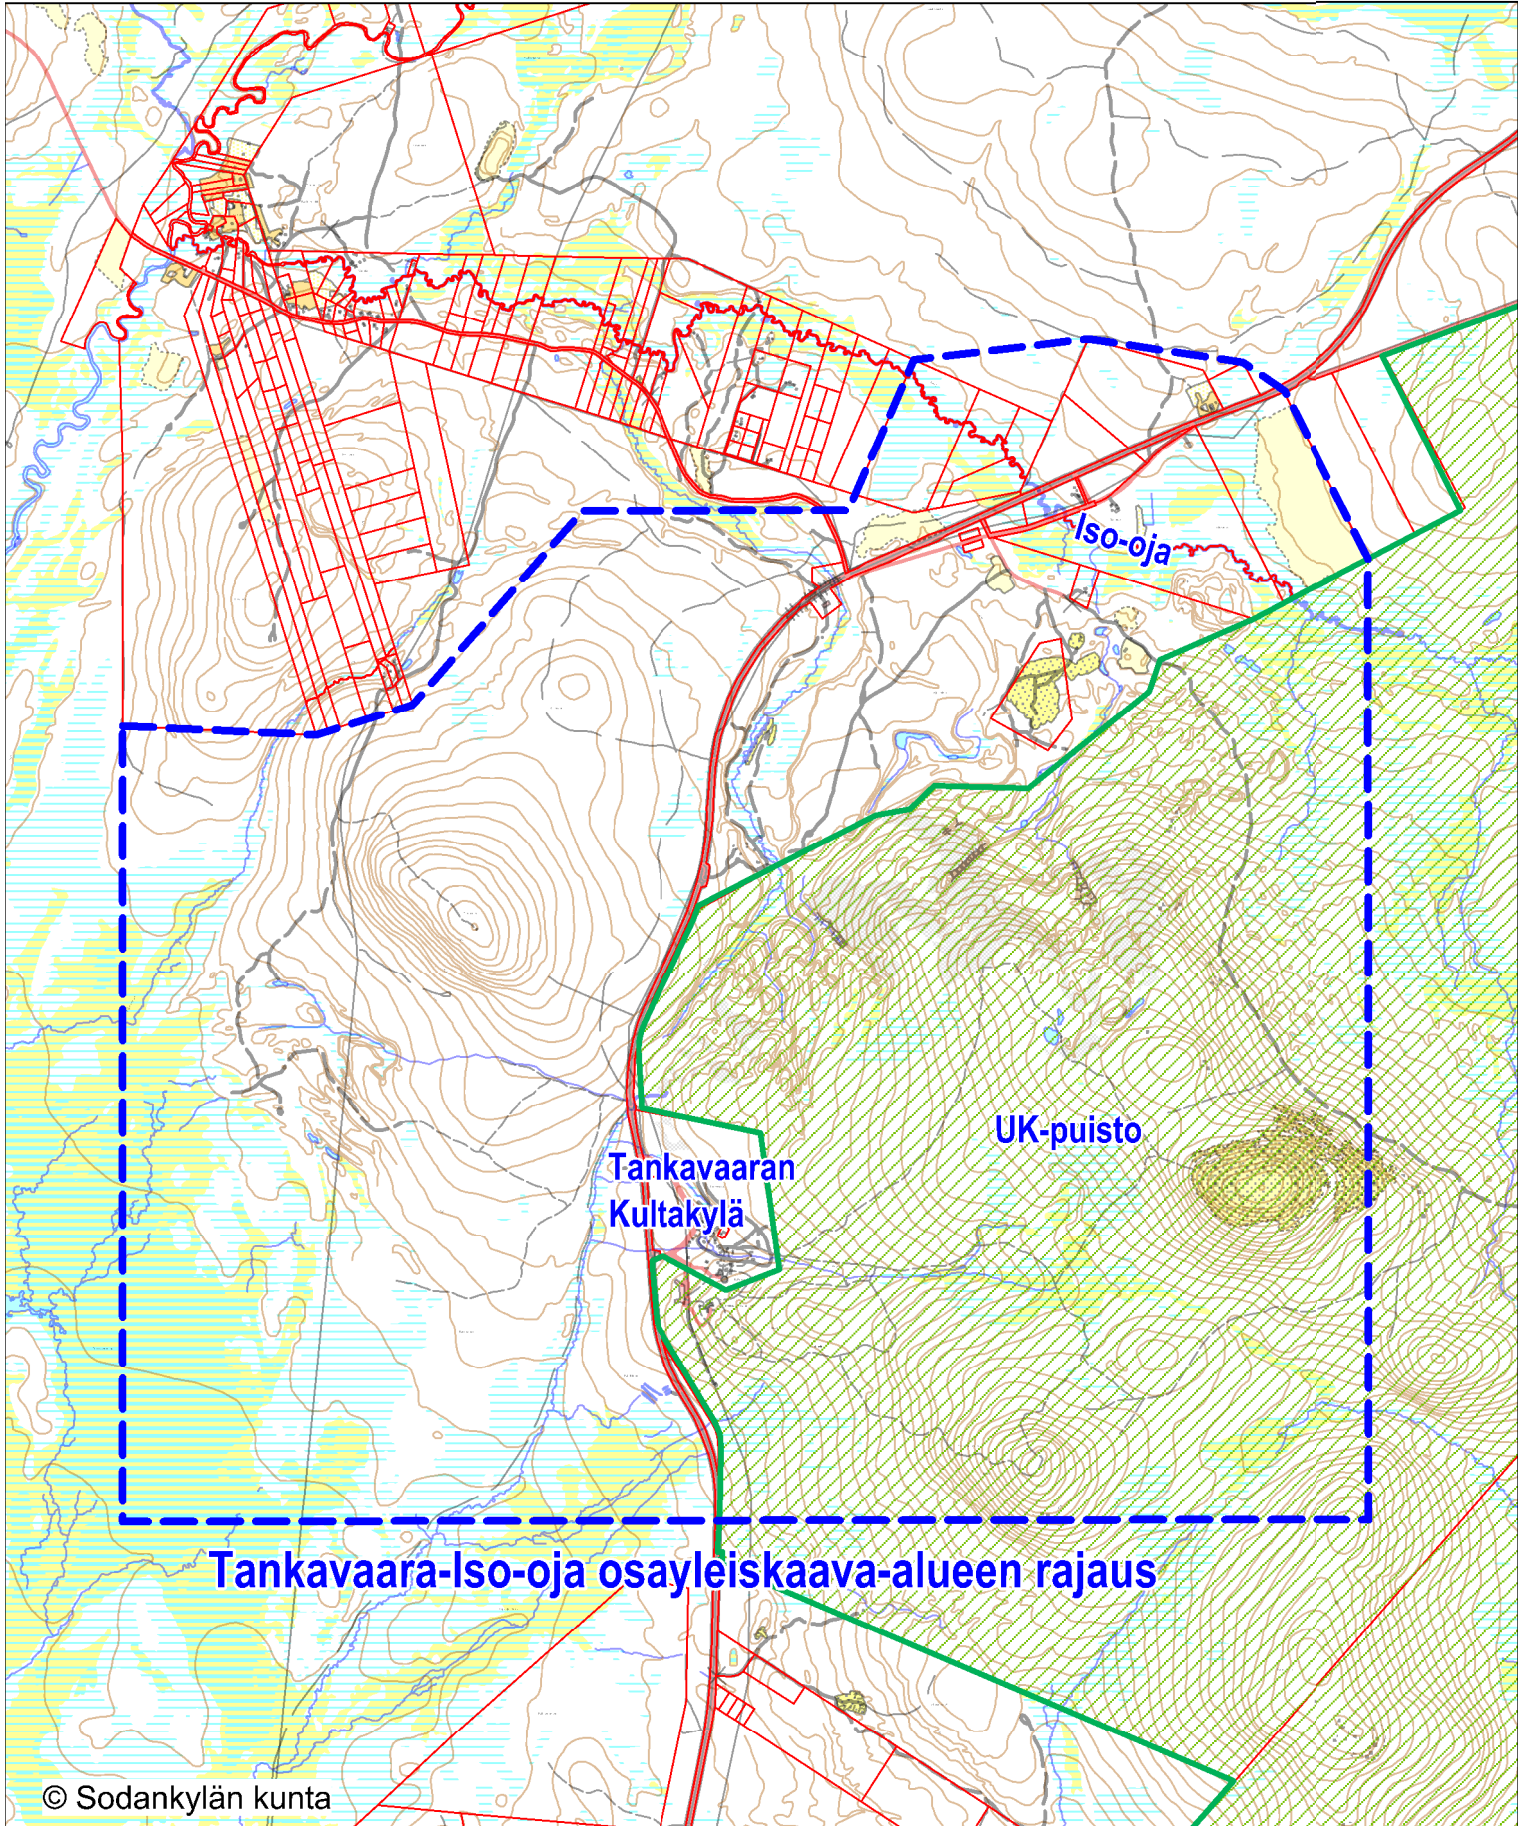 Iso-oja
UK-puisto
Tankavaaran
Kultakylä
Tankavaara-Iso-oja osayleiskaava-alueen rajaus
© Sodankylän kunta